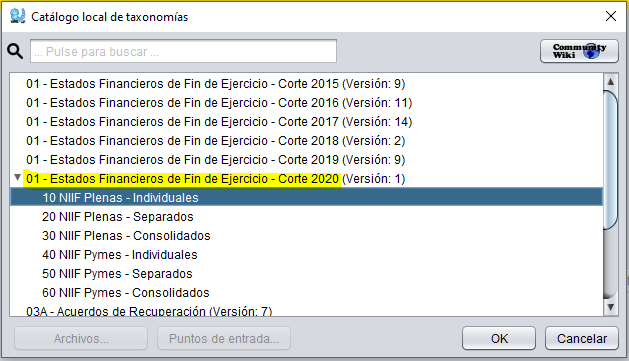 Catálogo local de taxonomías
... Pulse para buscar ...
Community
Wiki
01 - Estados Financieros de Fin de Ejercicio - Corte 2015 (Versión: 9)
01 - Estados Financieros de Fin de Ejercicio - Corte 2016 (Versión: 11)
01 - Estados Financieros de Fin de Ejercicio - Corte 2017 (Versión: 14)
01 - Estados Financieros de Fin de Ejercicio - Corte 2018 (Versión: 2)
01 - Estados Financieros de Fin de Ejercicio - Corte 2019 (Versión: 9)
01 - Estados Financieros de Fin de Ejercicio - Corte 2020 (Versión: 1)
10 NIIF Plenas - Individuales
20 NIIF Plenas - Separados
30 NIIF Plenas - Consolidados
40 NIIF Pymes - Individuales
50 NIIF Pymes - Separados
60 NIIF Pymes - Consolidados
03A - Acuerdos de Recuperación (Versión: 7)
Archivos...
Puntos de entrada...
OK
Cancelar